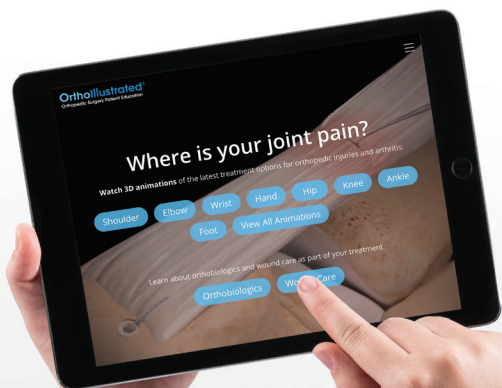 OrthoIllustrated®
Orthopedic Surgery Patient Education
Where is your joint pain?
Watch 3D animations of the latest treatment options for orthopedic injuries and arthritis:
Shoulder Elbow Wrist Hand Hip Knee Ankle
Foot View All Animations
Learn about orthobiologics and wound care as part of your treatment
Orthobiologics Care